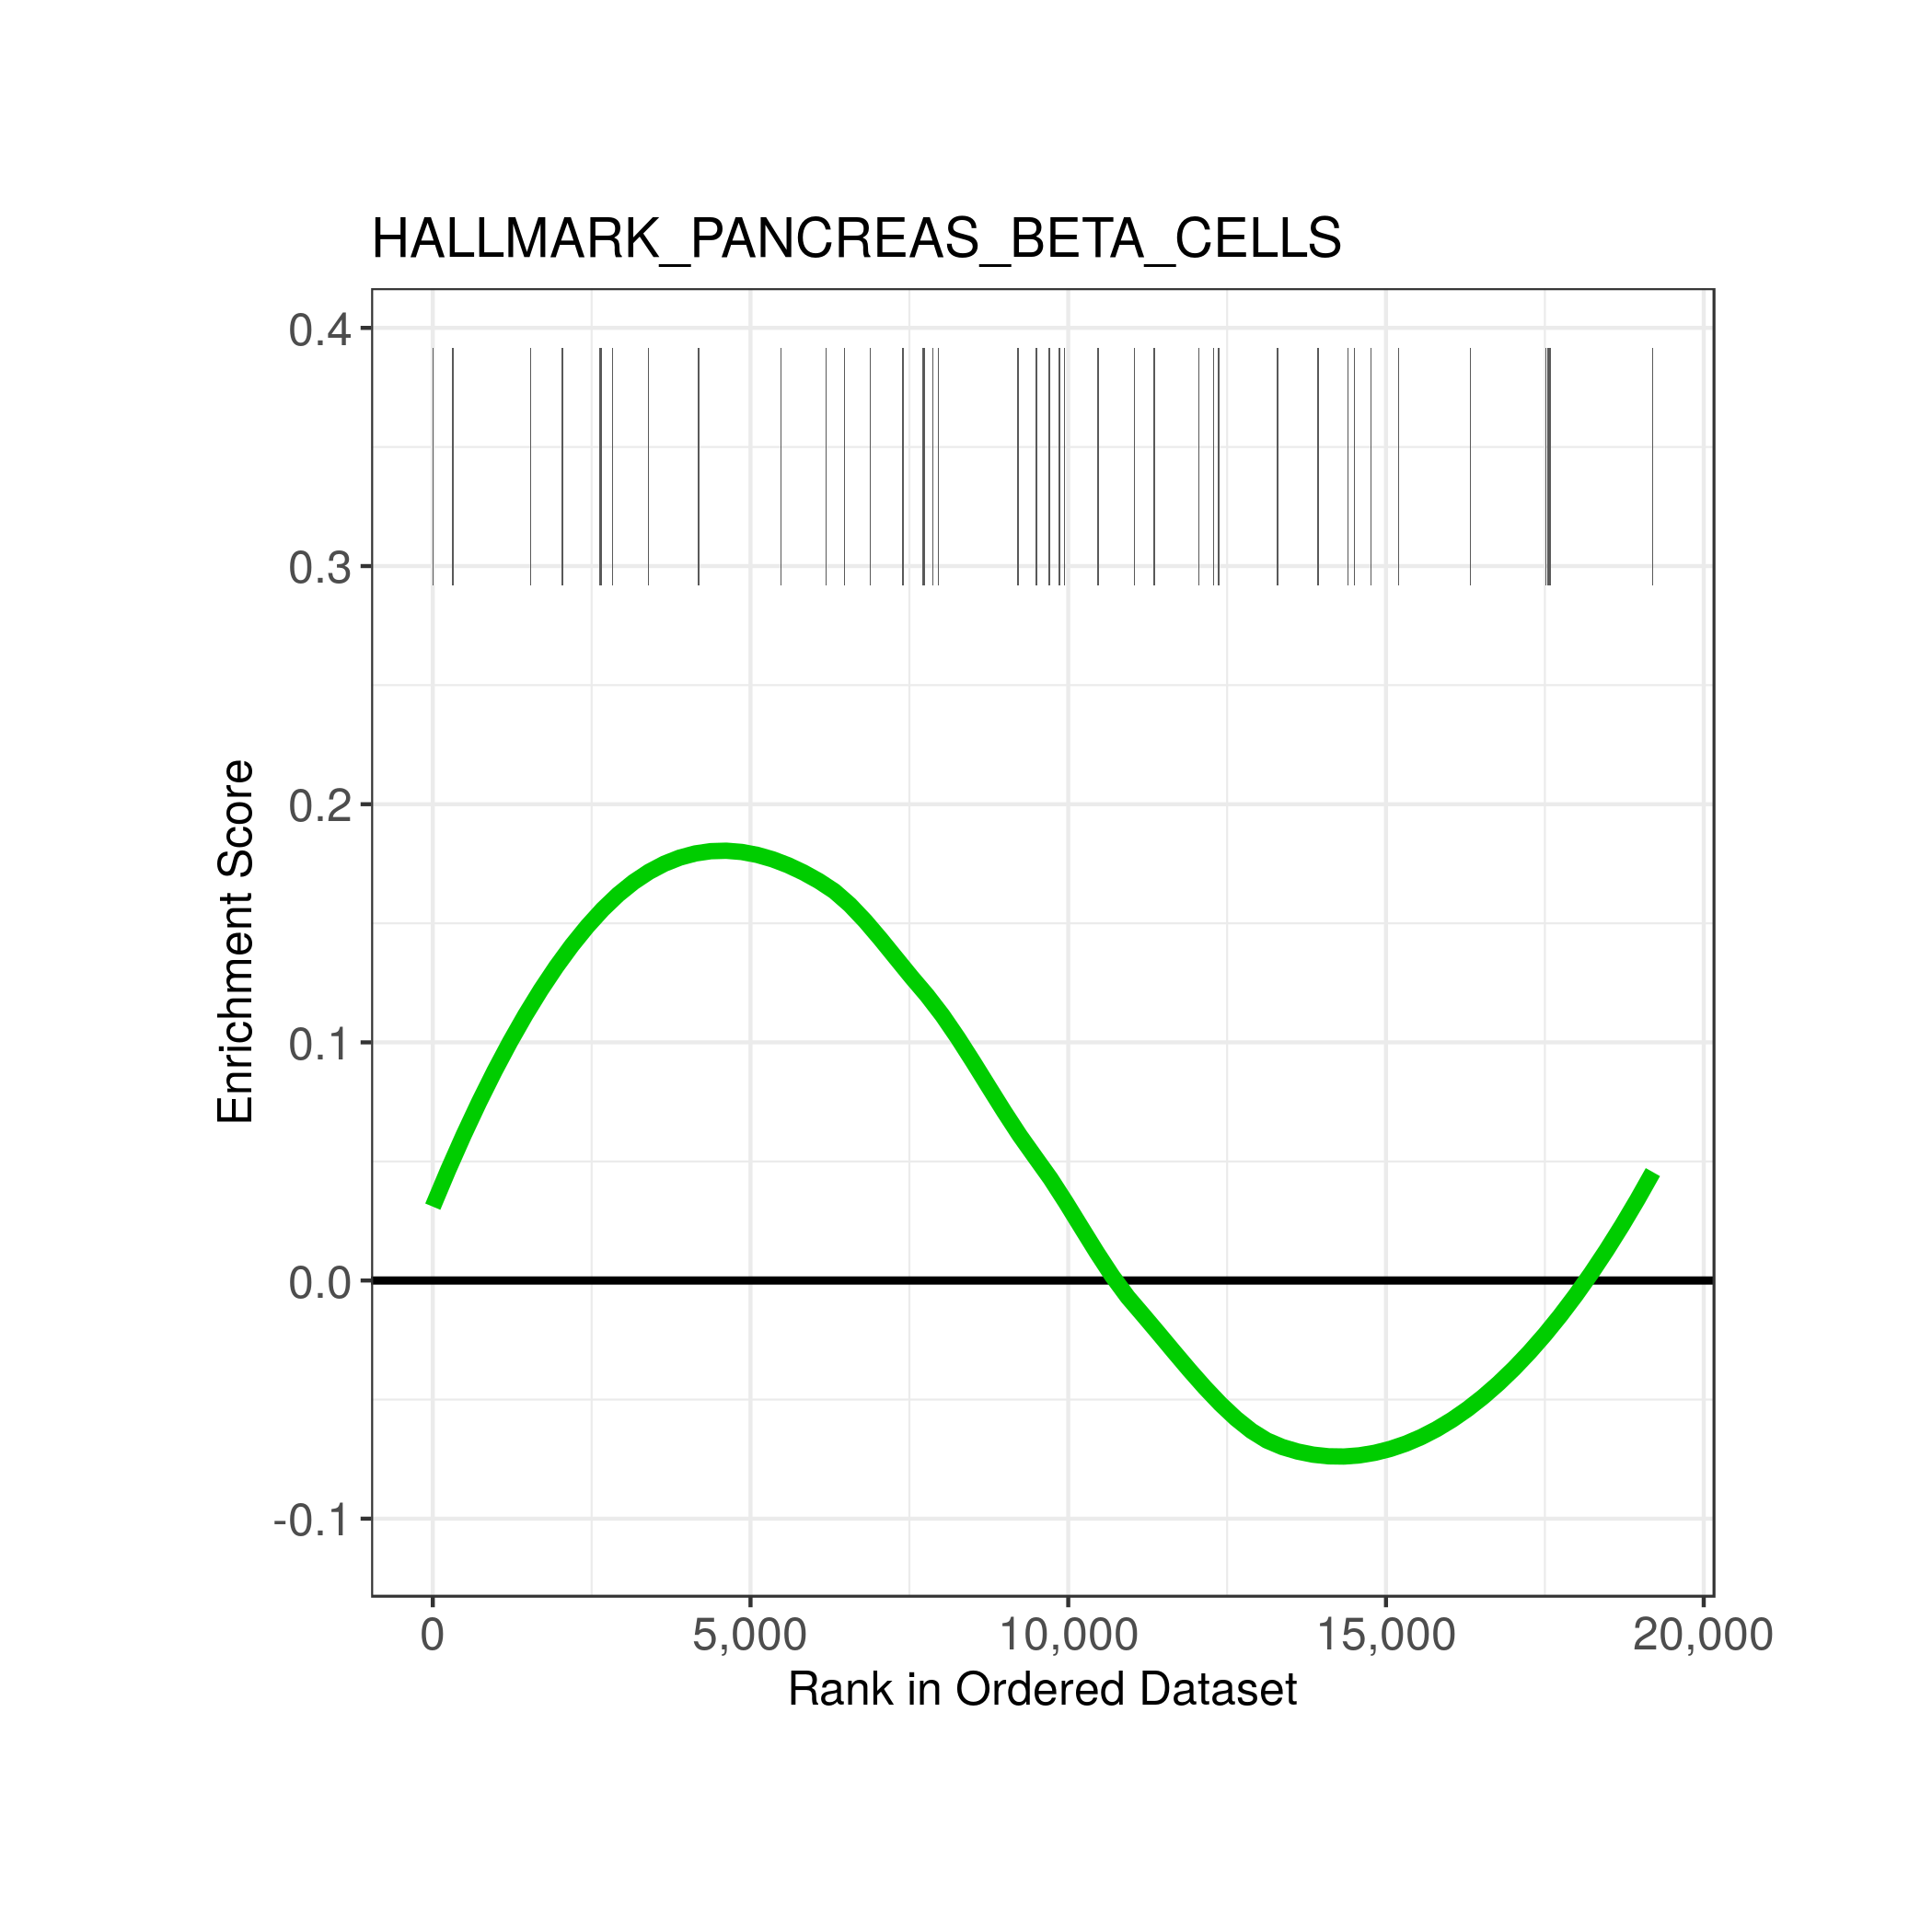 HALLMARK_PANCREAS_BETA_CELLS
0.4
0.3
0.2
0.1
0.0
-0.1
Enrichment Score
0 5,000 10,000 15,000 20,000
Rank in Ordered Dataset